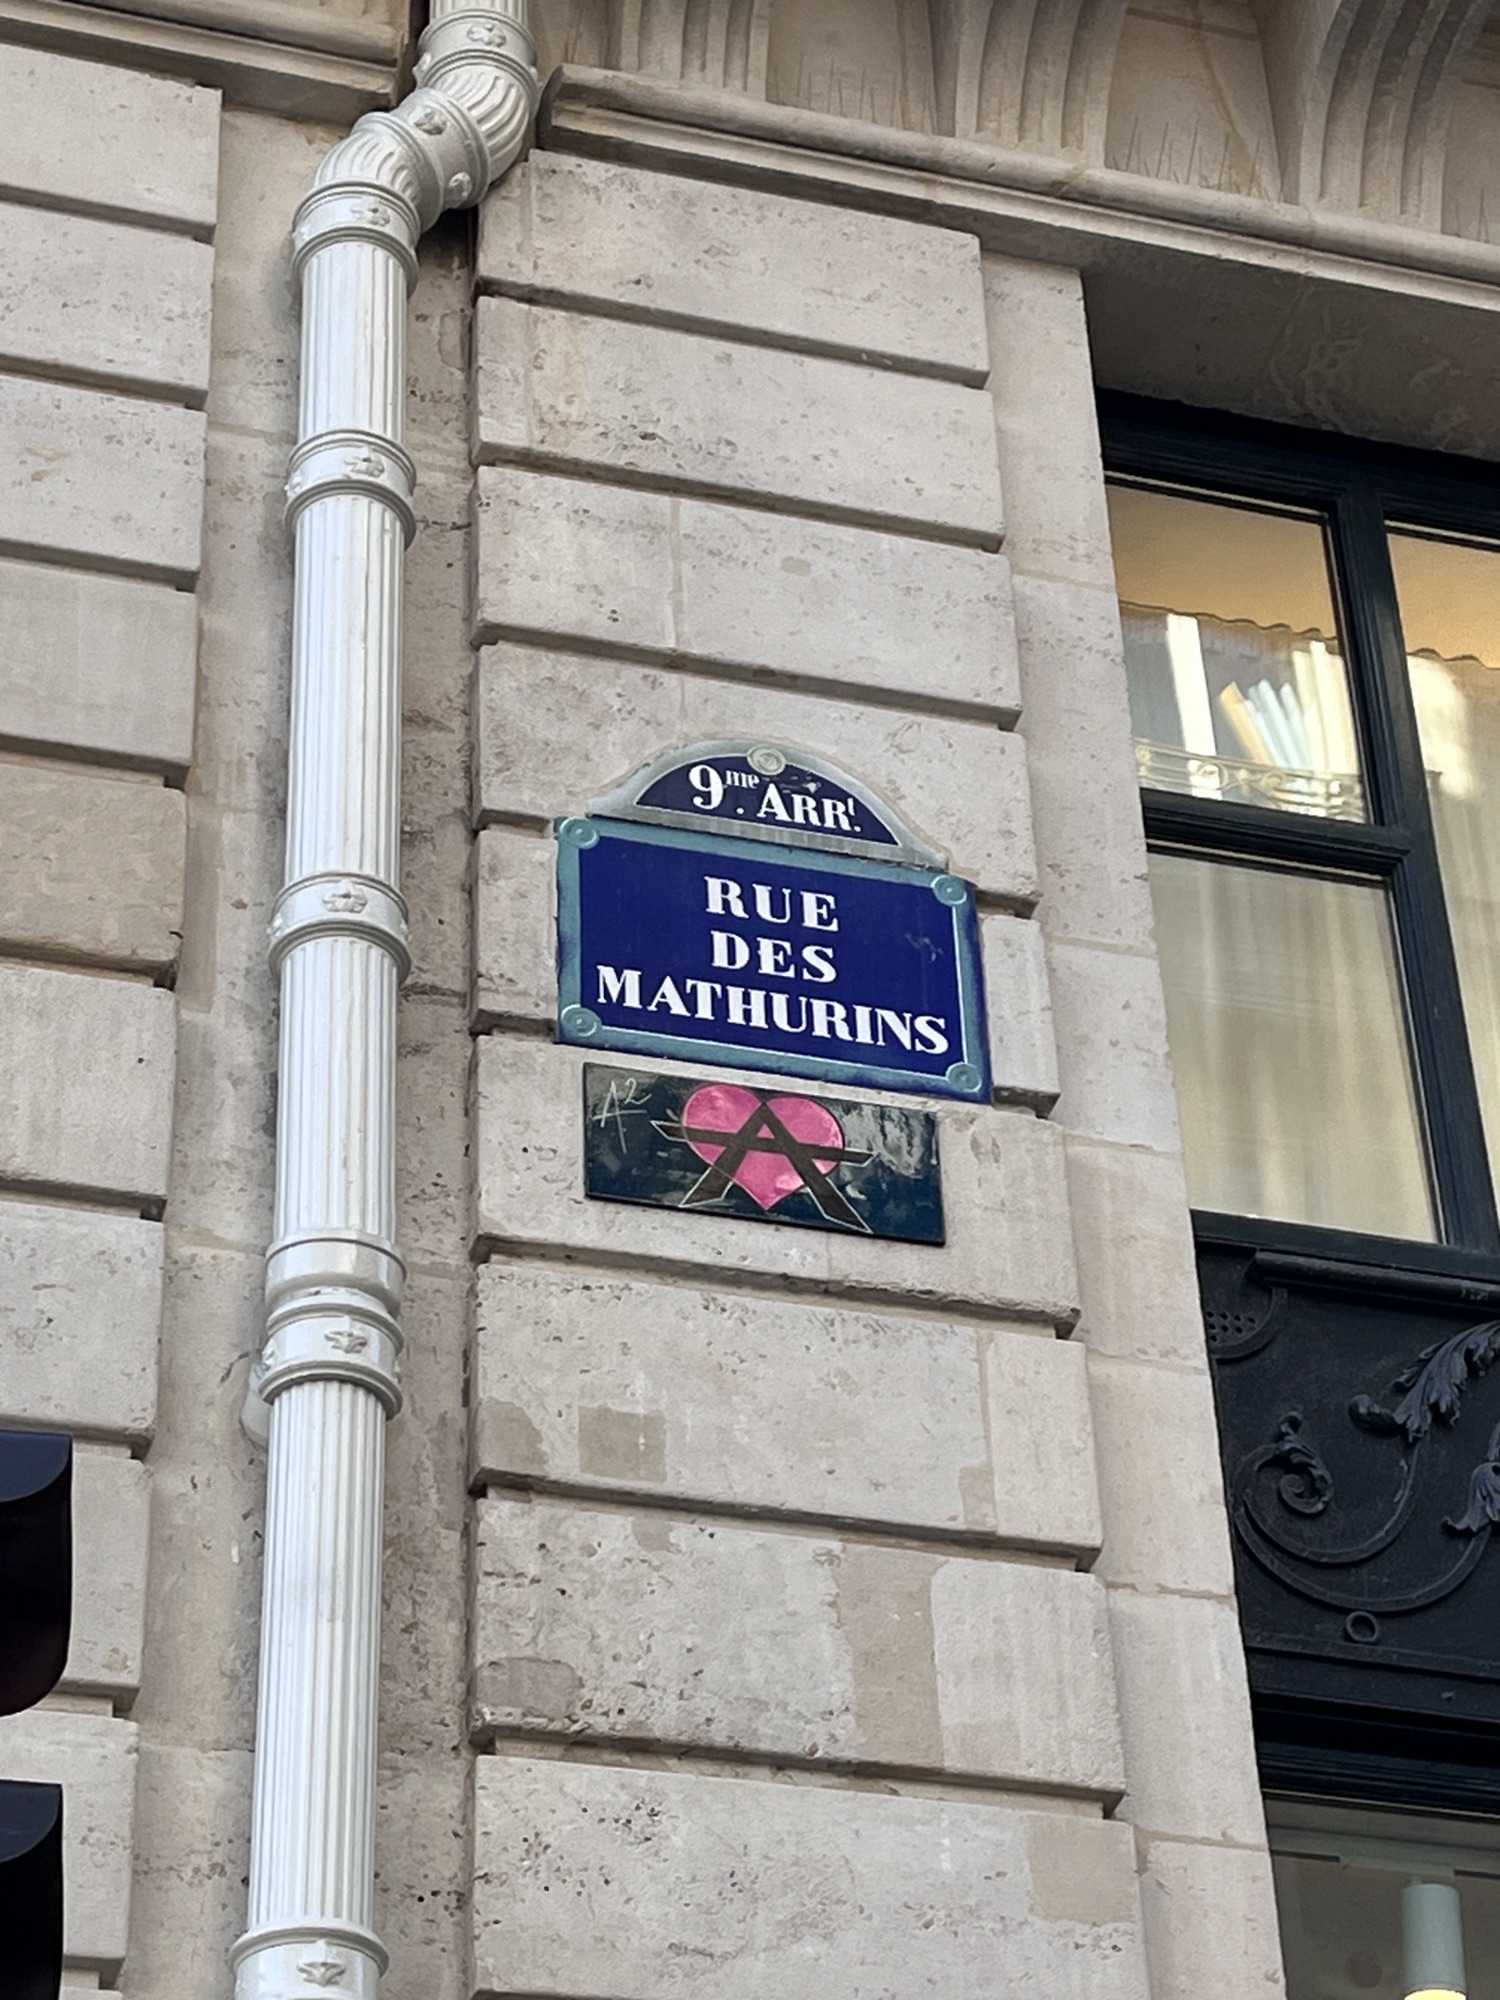 9me. ARRt.
RUE
DES
MATHURINS
A2
A